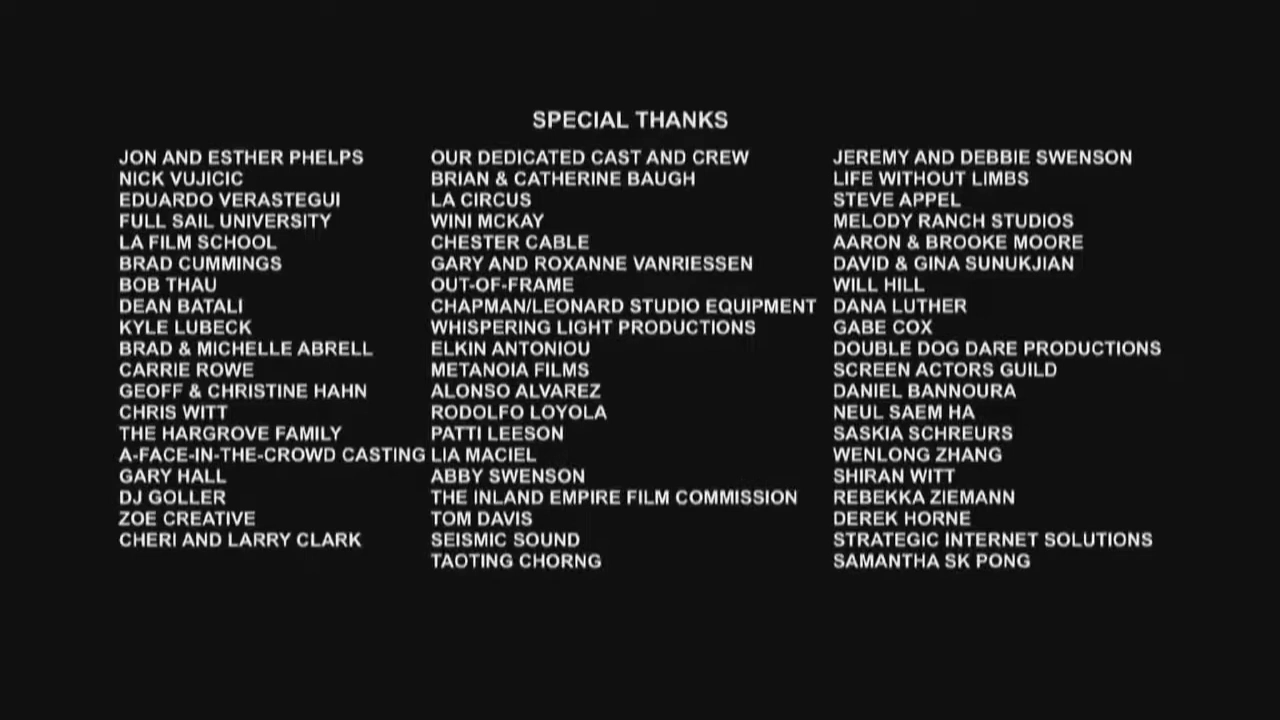 SPECIAL THANKS
JON AND ESTHER PHELPS
NICK VUJICIC
EDUARDO VERASTEGUI
FULL SAIL UNIVERSITY
LA FILM SCHOOL
BRAD CUMMINGS
BOB THAU
DEAN BATALI
KYLE LUBECK
BRAD & MICHELLE ABRELL
CARRIE ROWE
GEOFF & CHRISTINE HAHN
CHRIS WITT
THE HARGROVE FAMILY
A-FACE-IN-THE-CROWD CASTING
GARY HALL
DJ GOLLER
ZOE CREATIVE
CHERI AND LARRY CLARK
OUR DEDICATED CAST AND CREW
BRIAN & CATHERINE BAUGH
LA CIRCUS
WINI MCKAY
CHESTER CABLE
GARY AND ROXANNE VANRIESSEN
OUT-OF-FRAME
CHAPMAN/LEONARD STUDIO EQUIPMENT
WHISPERING LIGHT PRODUCTIONS
ELKIN ANTONIOU
METANOIA FILMS
ALONSO ALVAREZ
RODOLFO LOYOLA
PATTI LEESON
LIA MACIEL
ABBY SWENSON
THE INLAND EMPIRE FILM COMMISSION
TOM DAVIS
SEISMIC SOUND
TAOTING CHORNG
JEREMY AND DEBBIE SWENSON
LIFE WITHOUT LIMBS
STEVE APPEL
MELODY RANCH STUDIOS
AARON & BROOKE MOORE
DAVID & GINA SUNUKJIAN
WILL HILL
DANA LUTHER
GABE COX
DOUBLE DOG DARE PRODUCTIONS
SCREEN ACTORS GUILD
DANIEL BANNOURA
NEUL SAEM HA
SASKIA SCHREURS
WENLONG ZHANG
SHIRAN WITT
REBEKKA ZIEMANN
DEREK HORNE
STRATEGIC INTERNET SOLUTIONS
SAMANTHA SK PONG